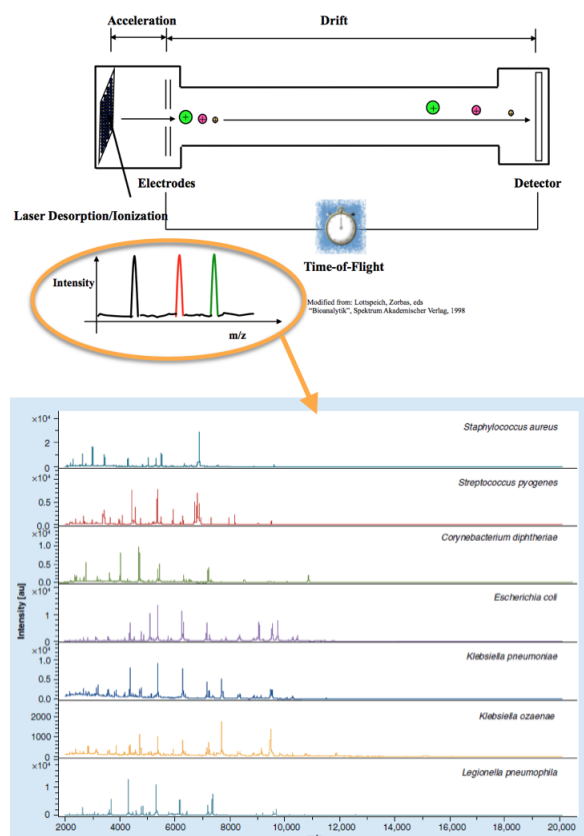 Acceleration
Drift
+ + +
+ + +
Electrodes
Detector
Laser Desorption/Ionization
Time-of-Flight
Intensity
m/z
Modified from: Lottspeich, Zorbas, eds
"Bioanalytik", Spektrum Akademischer Verlag, 1998
Intensity [au]
×10⁴
2
0
Staphylococcus aureus
×10⁴
0.5
0.0
Streptococcus pyogenes
×10⁴
1.0
0.5
0.0
Corynebacterium diphtheriae
×10⁴
1
0
Escherichia coli
×10⁴
1.0
0.5
0.0
Klebsiella pneumoniae
2000
1000
0
Klebsiella ozaenae
×10⁴
1
0
Legionella pneumophila
2000 4000 6000 8000 10,000 12,000 14,000 16,000 18,000 20,000